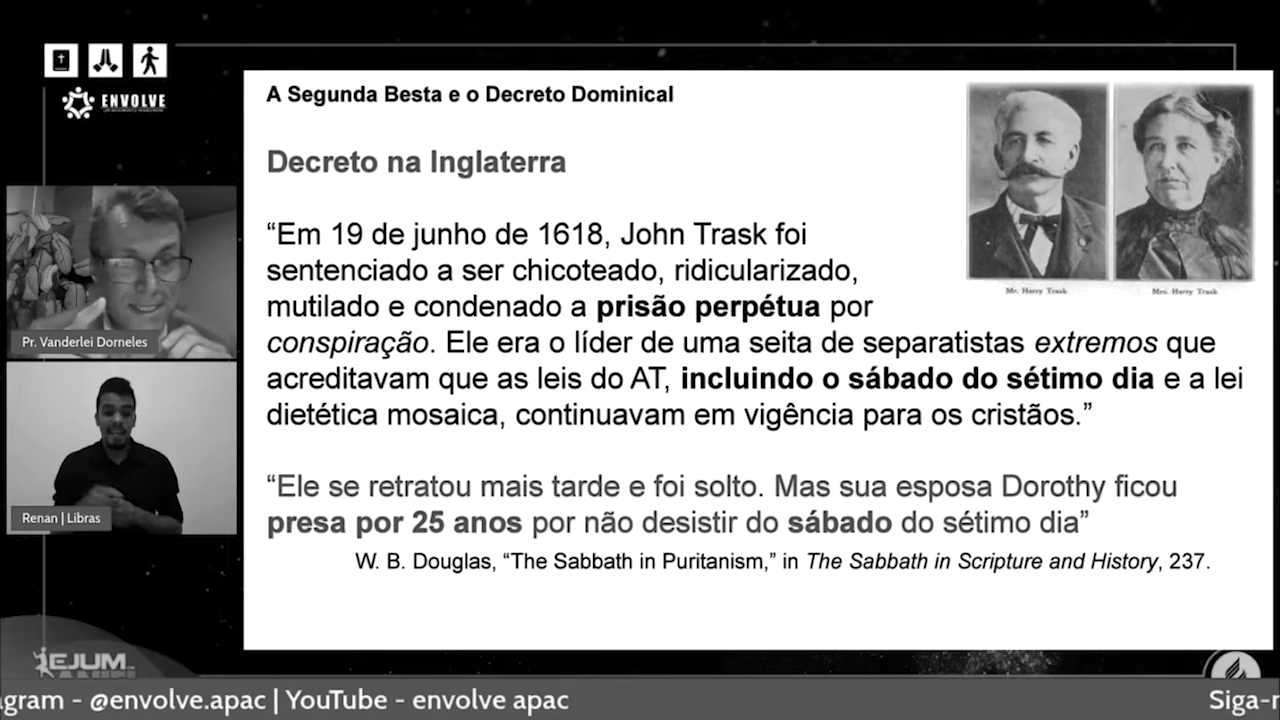 ENVOLVE
A Segunda Besta e o Decreto Dominical
Decreto na Inglaterra
“Em 19 de junho de 1618, John Trask foi
sentenciado a ser chicoteado, ridicularizado,
mutilado e condenado a prisão perpétua por
conspiração. Ele era o líder de uma seita de separatistas extremos que
acreditavam que as leis do AT, incluindo o sábado do sétimo dia e a lei
dietética mosaica, continuavam em vigência para os cristãos.”
“Ele se retratou mais tarde e foi solto. Mas sua esposa Dorothy ficou
presa por 25 anos por não desistir do sábado do sétimo dia”
W. B. Douglas, “The Sabbath in Puritanism,” in The Sabbath in Scripture and History, 237.
Mr. Harry Trask
Mrs. Harry Trask
Pr. Vanderlei Dorneles
Renan | Libras
JEJUM
agram - @envolve.apac | YouTube - envolve apac
Siga-n